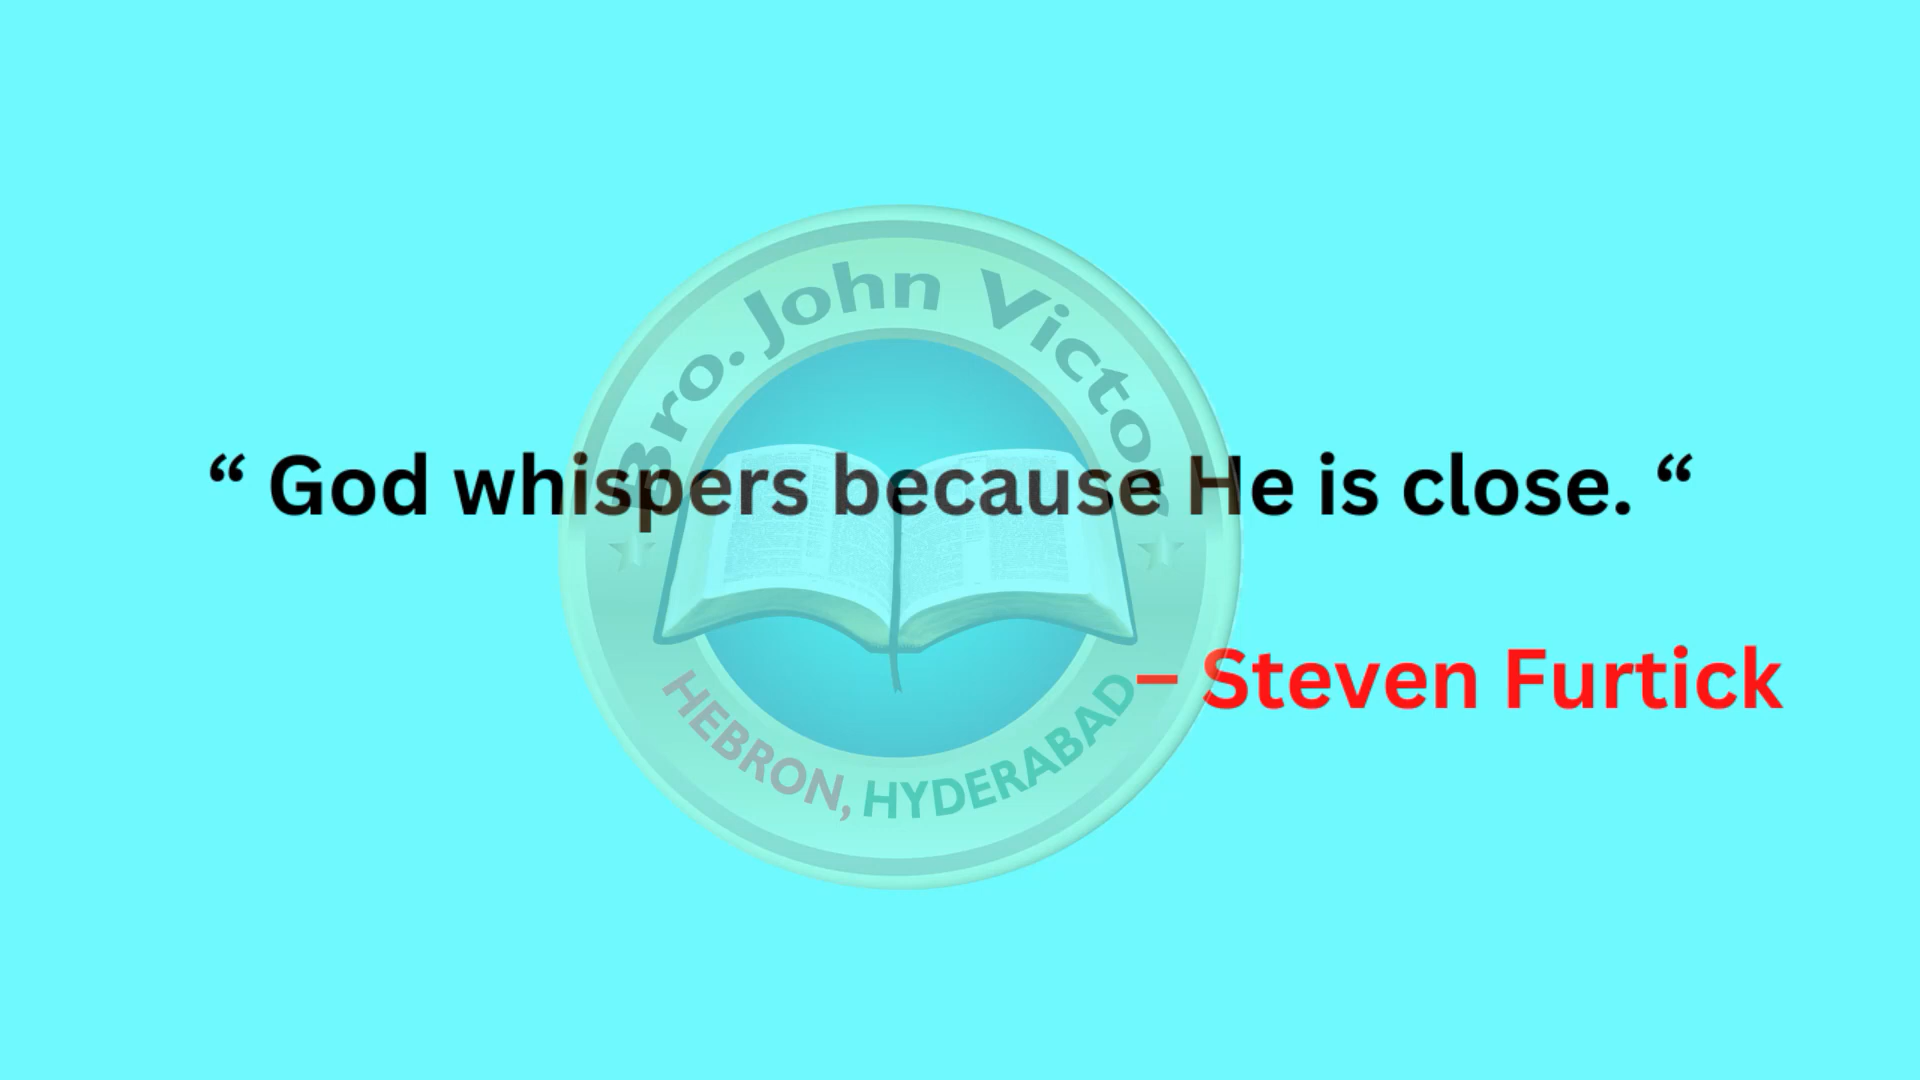 Bro. John Victor
“ God whispers because He is close. “
– Steven Furtick
HEBRON, HYDERABAD